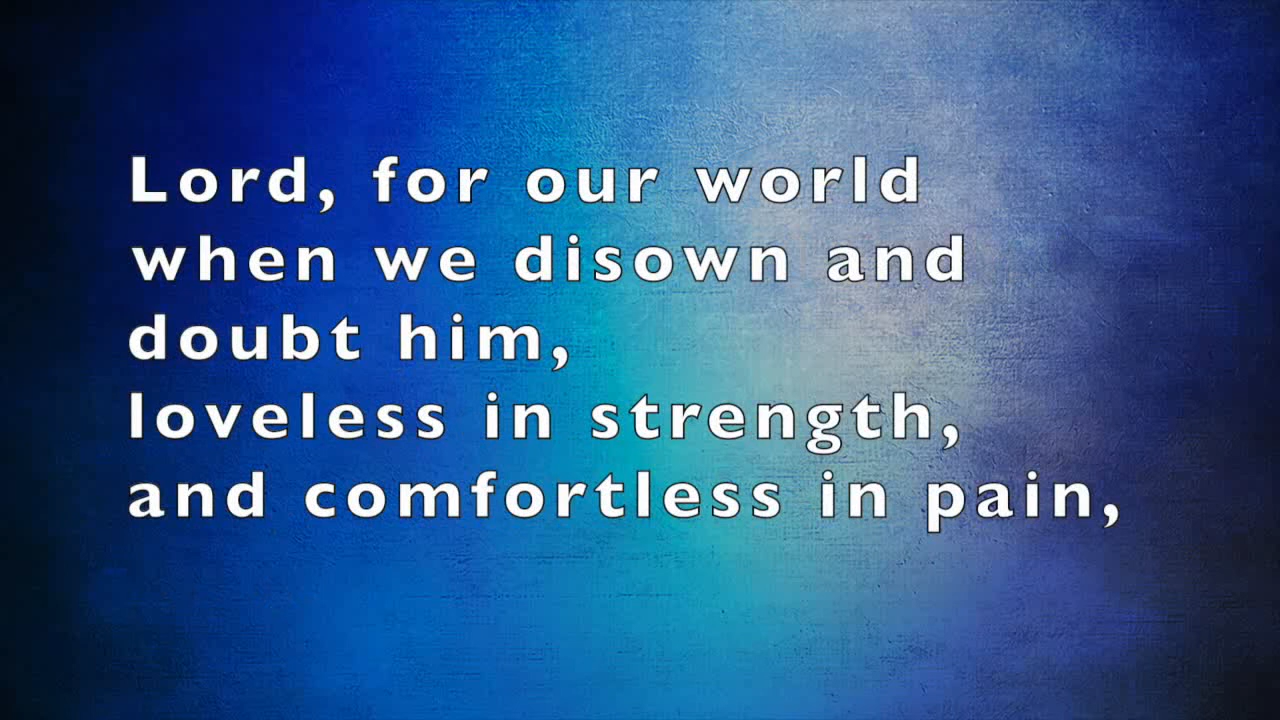 Lord, for our world
when we disown and
doubt him,
loveless in strength,
and comfortless in pain,